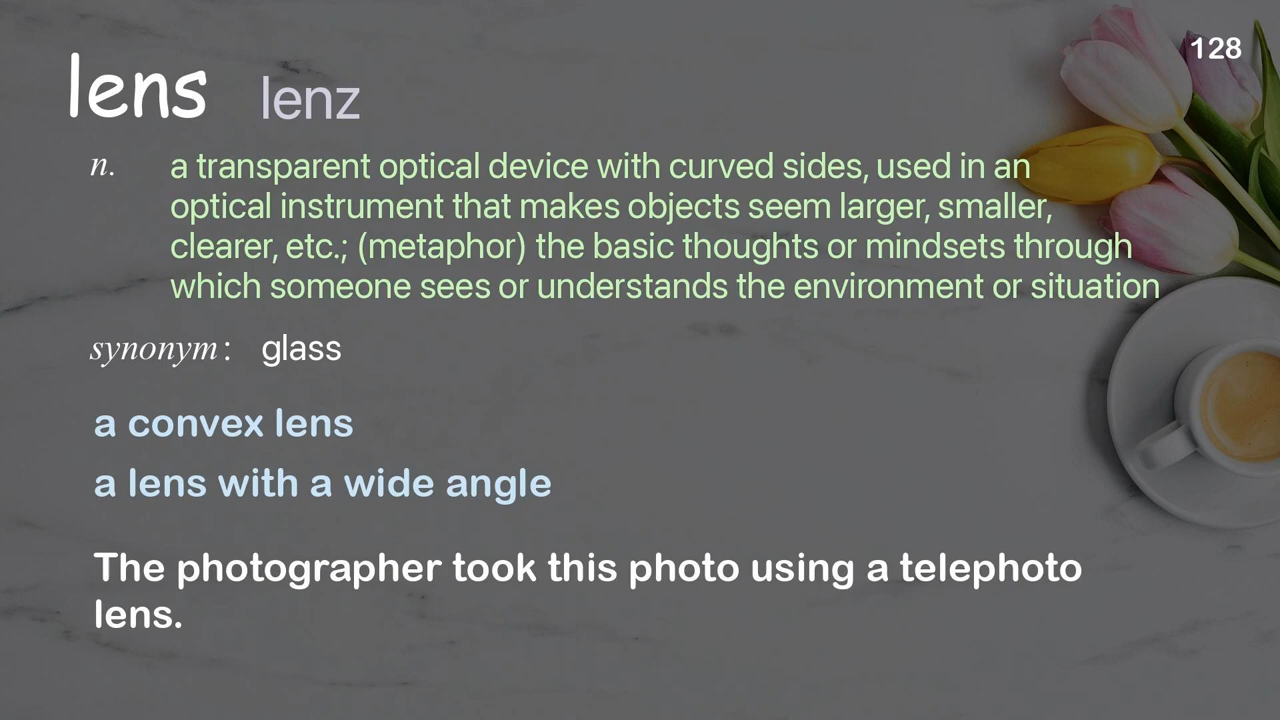 128
lens lenz
n. a transparent optical device with curved sides, used in an
optical instrument that makes objects seem larger, smaller,
clearer, etc.; (metaphor) the basic thoughts or mindsets through
which someone sees or understands the environment or situation
synonym: glass
a convex lens
a lens with a wide angle
The photographer took this photo using a telephoto
lens.